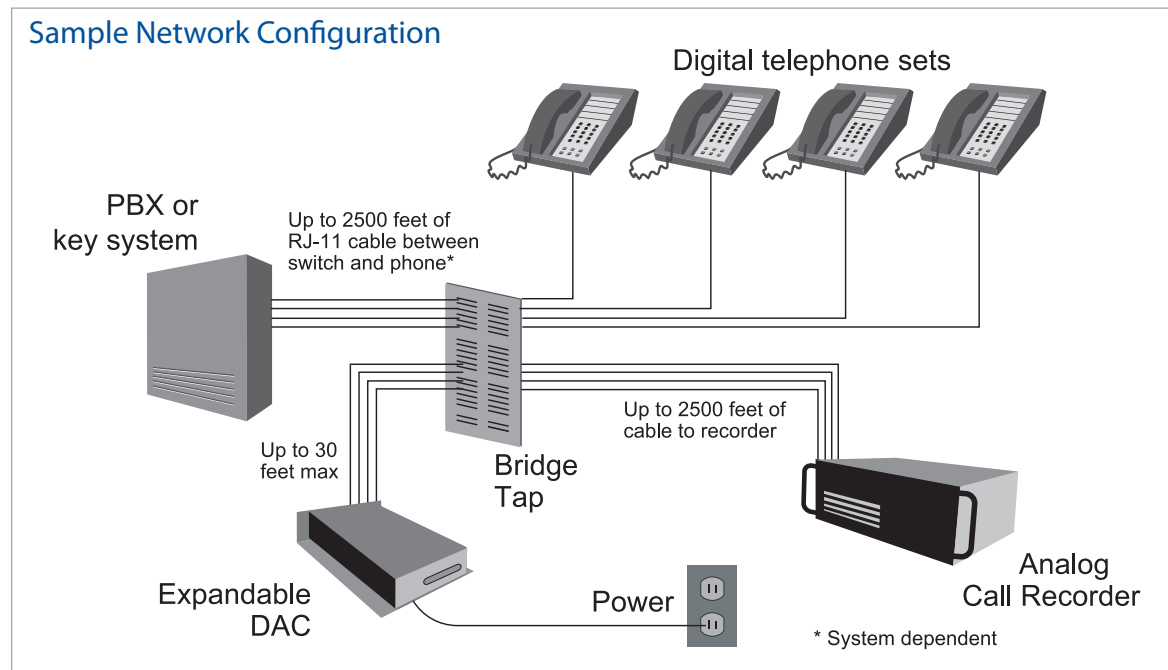 Sample Network Configuration
Digital telephone sets
PBX or
key system
Up to 2500 feet of
RJ-11 cable between
switch and phone*
Up to 30
feet max
Bridge
Tap
Up to 2500 feet of
cable to recorder
Expandable
DAC
Power
Analog
Call Recorder
* System dependent